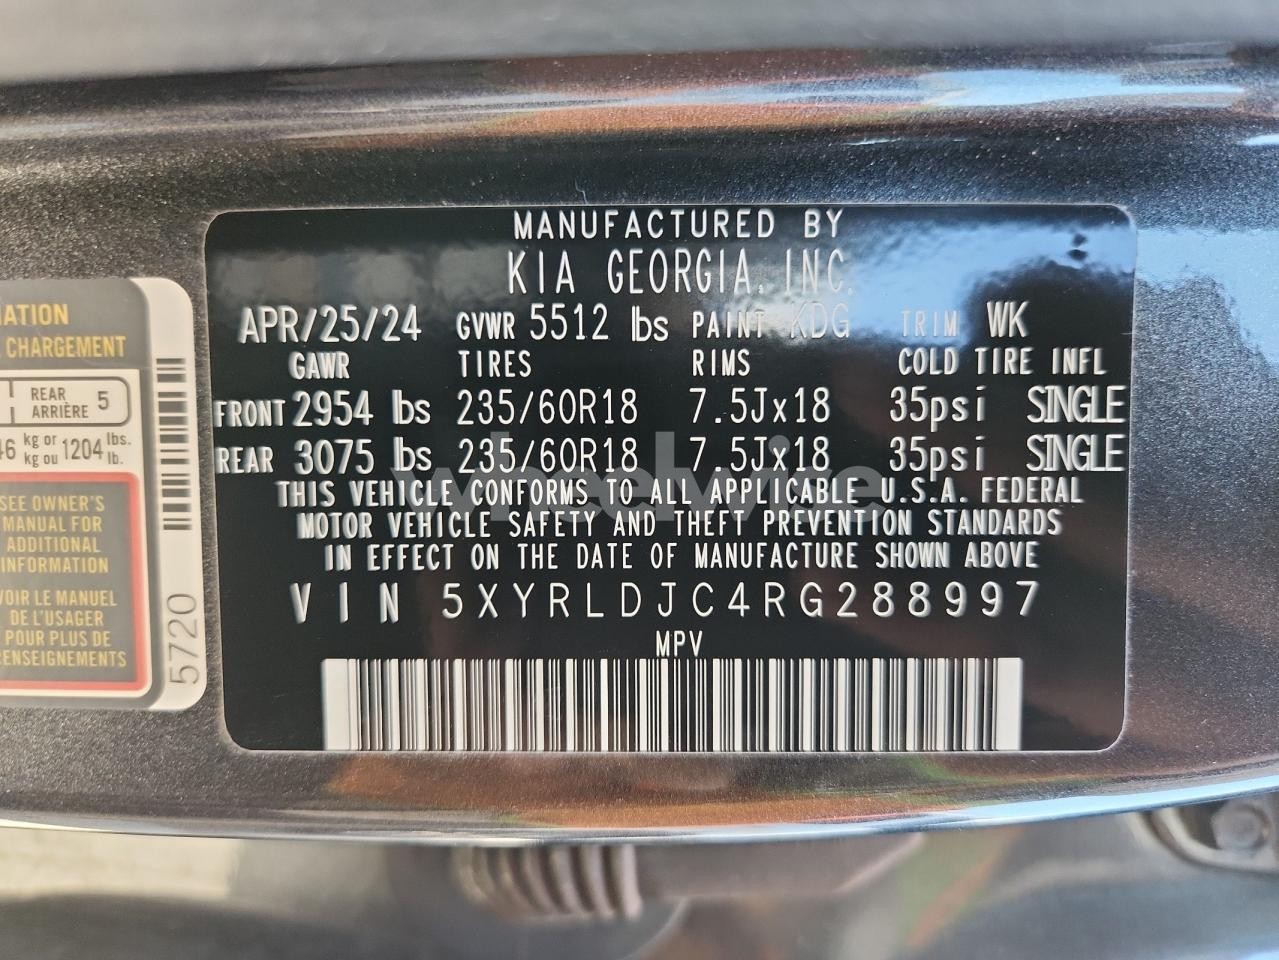 MANUFACTURED BY
KIA GEORGIA, INC.
APR/25/24 GVWR 5512 lbs PAINT KDG TRIM WK
GAWR TIRES RIMS COLD TIRE INFL
FRONT 2954 lbs 235/60R18 7.5Jx18 35psi SINGLE
REAR 3075 lbs 235/60R18 7.5Jx18 35psi SINGLE
THIS VEHICLE CONFORMS TO ALL APPLICABLE U.S.A. FEDERAL
MOTOR VEHICLE SAFETY AND THEFT PREVENTION STANDARDS
IN EFFECT ON THE DATE OF MANUFACTURE SHOWN ABOVE
VIN 5XYRLDJC4RG288997
MPV
wheelwire
CHARGEMENT
REAR 5
ARRIÈRE
kg or 1204 lbs.
kg ou lb.
SEE OWNER'S
MANUAL FOR
ADDITIONAL
INFORMATION
VOIR LE MANUEL
DE L'USAGER
POUR PLUS DE
RENSEIGNEMENTS
5720